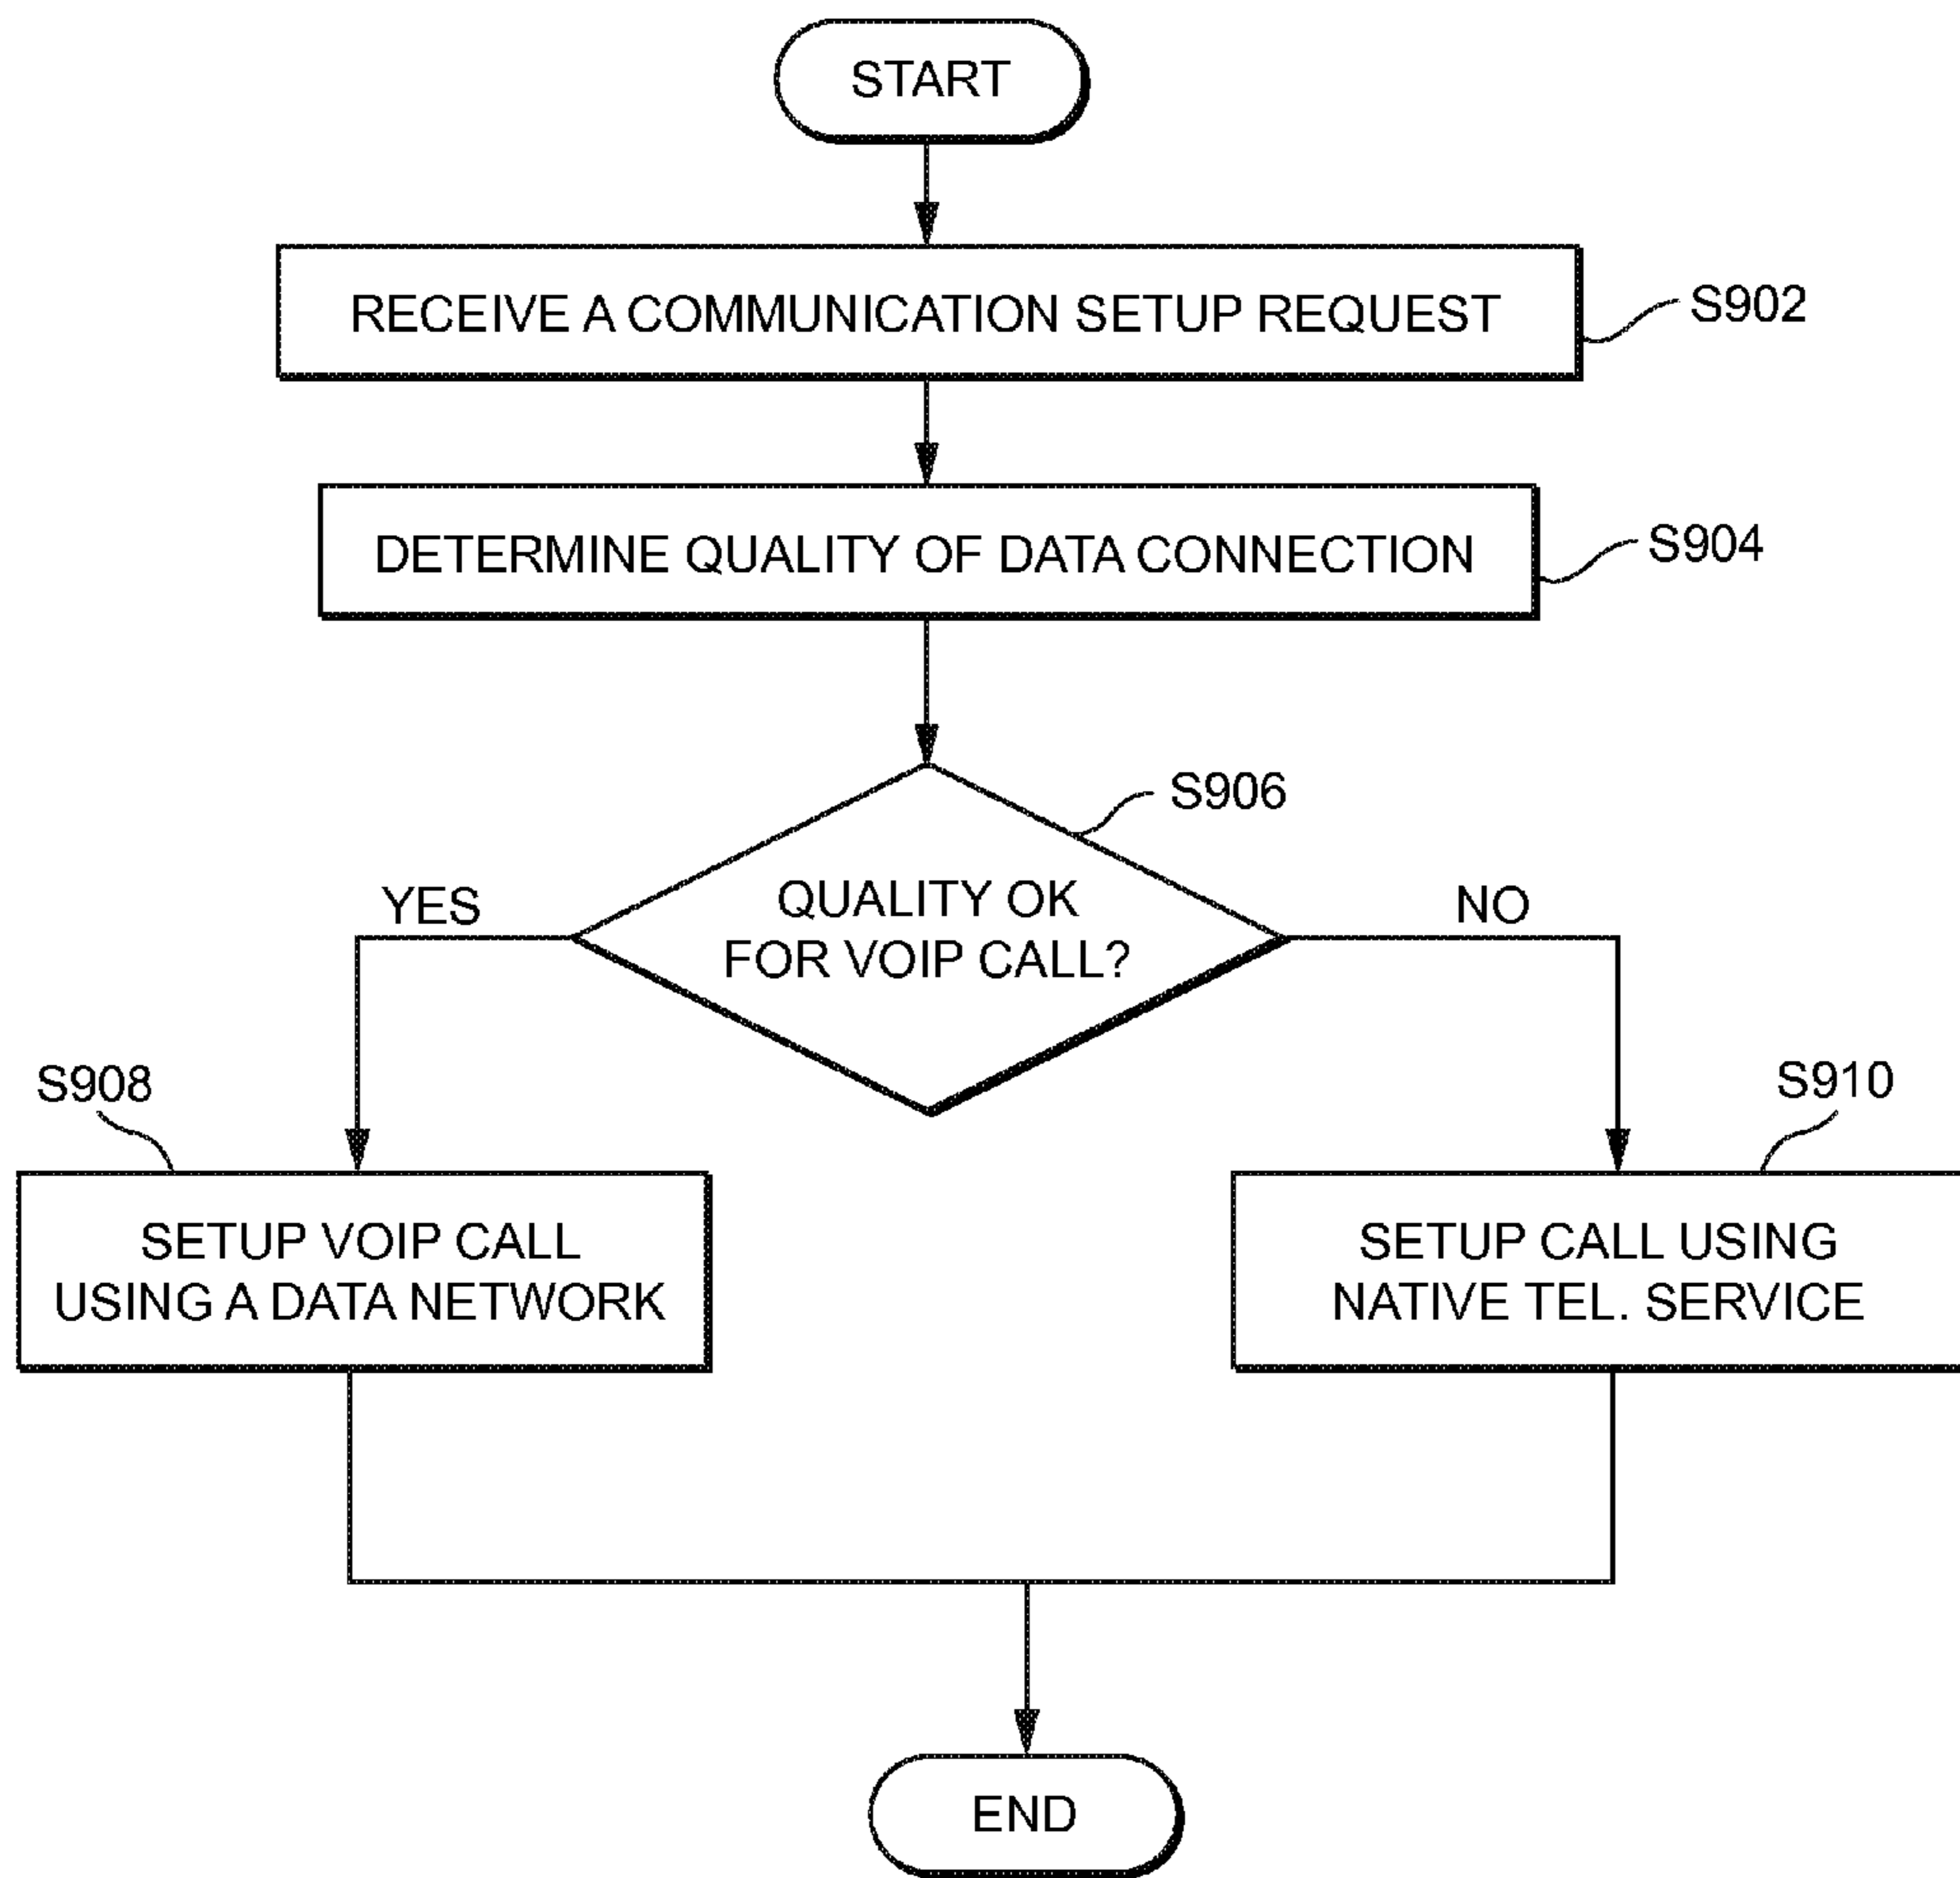 START
RECEIVE A COMMUNICATION SETUP REQUEST
S902
DETERMINE QUALITY OF DATA CONNECTION
S904
S906
QUALITY OK
FOR VOIP CALL?
YES
NO
S908
SETUP VOIP CALL
USING A DATA NETWORK
S910
SETUP CALL USING
NATIVE TEL. SERVICE
END